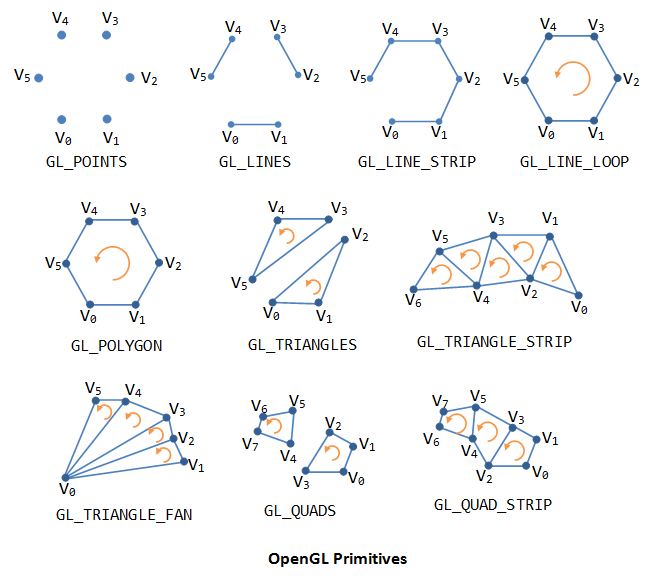 V₄ V₃
V₅ V₂
V₀ V₁
GL_POINTS
V₄ V₃
V₅ V₂
V₀ V₁
GL_LINES
V₄ V₃
V₅ V₂
V₀ V₁
GL_LINE_STRIP
V₄ V₃
V₅ V₂
V₀ V₁
GL_LINE_LOOP
V₄ V₃
V₅ V₂
V₀ V₁
GL_POLYGON
V₄ V₃
V₂
V₅
V₀ V₁
GL_TRIANGLES
V₃ V₁
V₅
V₆ V₄ V₂ V₀
GL_TRIANGLE_STRIP
V₅ V₄
V₃
V₂
V₁
V₀
GL_TRIANGLE_FAN
V₆ V₅
V₂
V₇ V₄ V₁
V₃ V₀
GL_QUADS
V₇ V₅
V₃
V₆ V₄ V₁
V₂ V₀
GL_QUAD_STRIP
OpenGL Primitives